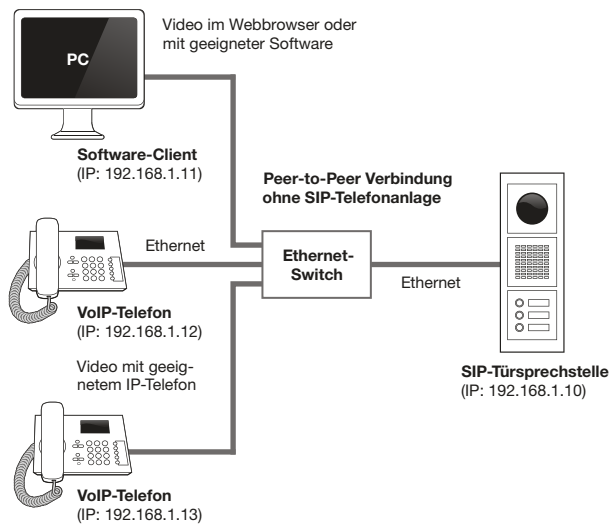 Video im Webbrowser oder
mit geeigneter Software
PC
Software-Client
(IP: 192.168.1.11)
Peer-to-Peer Verbindung
ohne SIP-Telefonanlage
Ethernet
Ethernet-
Switch
Ethernet
VoIP-Telefon
(IP: 192.168.1.12)
Video mit geeig-
netem IP-Telefon
SIP-Türsprechstelle
(IP: 192.168.1.10)
VoIP-Telefon
(IP: 192.168.1.13)